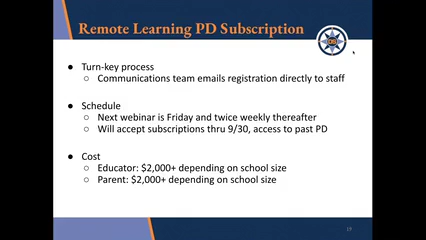 Remote Learning PD Subscription
● Turn-key process
○ Communications team emails registration directly to staff
● Schedule
○ Next webinar is Friday and twice weekly thereafter
○ Will accept subscriptions thru 9/30, access to past PD
● Cost
○ Educator: $2,000+ depending on school size
○ Parent: $2,000+ depending on school size